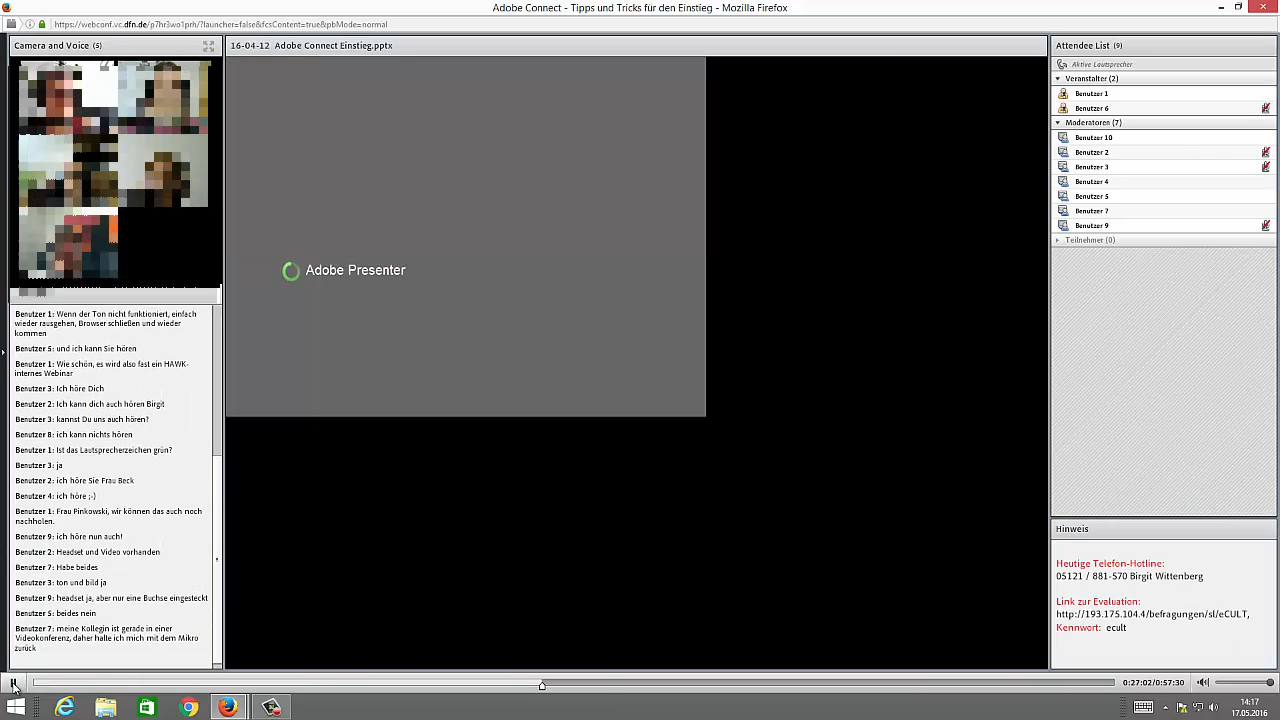 Adobe Connect - Tipps und Tricks für den Einstieg - Mozilla Firefox
https://webconf.vc.dfn.de/p7hr3wo1prh/?launcher=false&fcsContent=true&pbMode=normal
Camera and Voice (5)
16-04-12 Adobe Connect Einstieg.pptx
Attendee List (9)
Aktive Lautsprecher
Veranstalter (2)
Benutzer 1
Benutzer 6
Moderatoren (7)
Benutzer 10
Benutzer 2
Benutzer 3
Benutzer 4
Benutzer 5
Benutzer 7
Benutzer 9
Teilnehmer (0)
Adobe Presenter
Benutzer 1: Wenn der Ton nicht funktioniert, einfach
wieder rausgehen, Browser schließen und wieder
kommen
Benutzer 5: und ich kann Sie hören
Benutzer 1: Wie schön, es wird also fast ein HAWK-
internes Webinar
Benutzer 3: Ich höre Dich
Benutzer 2: Ich kann dich auch hören Birgit
Benutzer 3: kannst Du uns auch hören?
Benutzer 8: ich kann nichts hören
Benutzer 1: Ist das Lautsprecherzeichen grün?
Benutzer 3: ja
Benutzer 2: ich höre Sie Frau Beck
Benutzer 4: ich höre ;-)
Benutzer 1: Frau Pinkowski, wir können das auch noch
nachholen.
Benutzer 9: ich höre nun auch!
Benutzer 2: Headset und Video vorhanden
Benutzer 7: Habe beides
Benutzer 3: ton und bild ja
Benutzer 9: headset ja, aber nur eine Buchse eingesteckt
Benutzer 5: beides nein
Benutzer 7: meine Kollegin ist gerade in einer
Videokonferenz, daher halte ich mich mit dem Mikro
zurück
Hinweis
Heutige Telefon-Hotline:
05121 / 881-570 Birgit Wittenberg
Link zur Evaluation:
http://193.175.104.4/befragungen/sl/eCULT,
Kennwort: ecult
0:27:02/0:57:30
14:17
17.05.2016